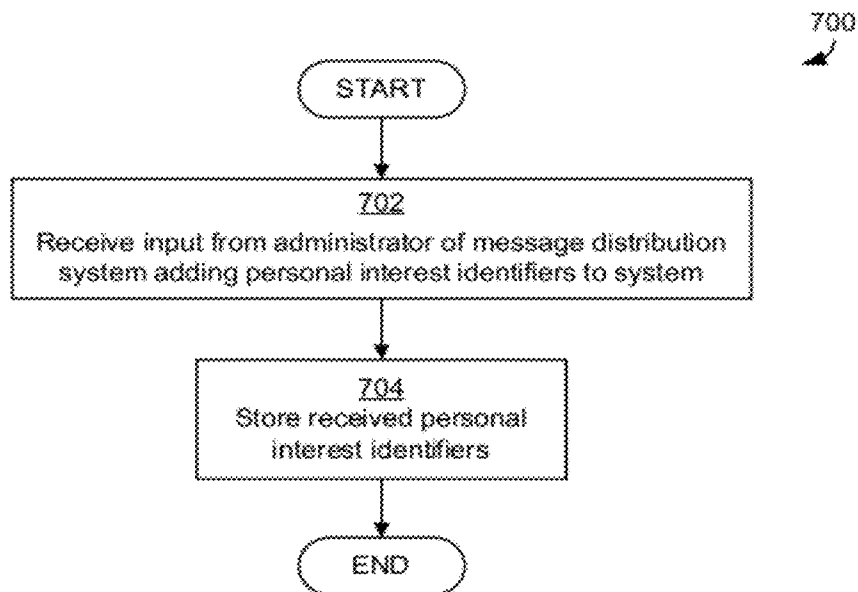 700
START
702
Receive input from administrator of message distribution
system adding personal interest identifiers to system
704
Store received personal
interest identifiers
END